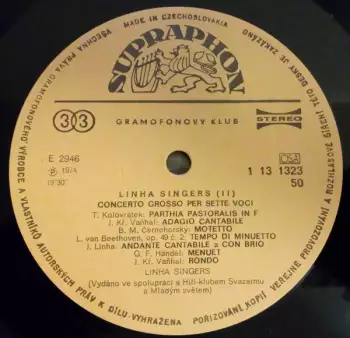 MADE IN CZECHOSLOVAKIA
VŠECHNA PRÁVA GRAMOFONOVÉHO VÝROBCE A VLASTNÍKŮ AUTORSKÝCH PRÁV K DÍLU VYHRAŽENA
POŘIZOVÁNÍ KOPIÍ VEREJNÉ PROVOZOVÁNÍ A ROZHLASOVÉ ŠÍŘENÍ TÉTO DESKY JE ZAKÁZÁNO
SUPRAPHON
33
GRAMOFONOVÝ KLUB
STEREO
E 2946
℗ 1974
19'30"
1 13 1323
50
LINHA SINGERS (II)
CONCERTO GROSSO PER SETTE VOCI
T. Kolovrátek: PARTHIA PASTORALIS IN F
J. Kř. Vaňhal: ADAGIO CANTABILE
B. M. Černohorský: MOTETTO
L. van Beethoven, op. 49 č. 2: TEMPO DI MINUETTO
J. Linha: ANDANTE CANTABILE a CON BRIO
G. F. Händel: MENUET
J. Kř. Vaňhal: RONDO
LINHA SINGERS
(Vydáno ve spolupráci s Hifi-klubem Svazarmu
a Mladým světem)